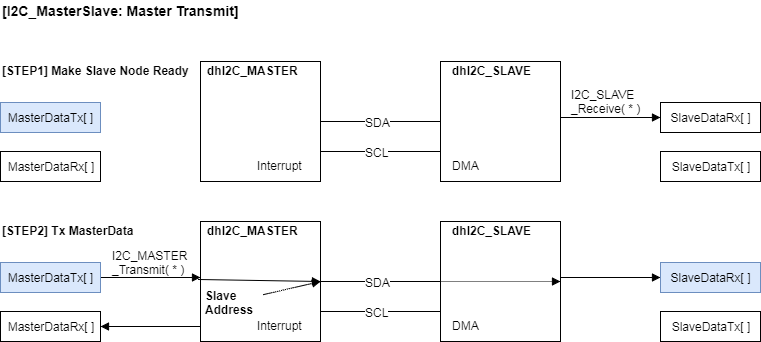 [I2C_MasterSlave: Master Transmit]
[STEP1] Make Slave Node Ready
dhI2C_MASTER
dhI2C_SLAVE
I2C_SLAVE
_Receive( * )
MasterDataTx[ ]
SDA
SlaveDataRx[ ]
SCL
MasterDataRx[ ]
Interrupt
DMA
SlaveDataTx[ ]
[STEP2] Tx MasterData
dhI2C_MASTER
dhI2C_SLAVE
I2C_MASTER
_Transmit( * )
MasterDataTx[ ]
SDA
SlaveDataRx[ ]
Slave
Address
SCL
MasterDataRx[ ]
Interrupt
DMA
SlaveDataTx[ ]